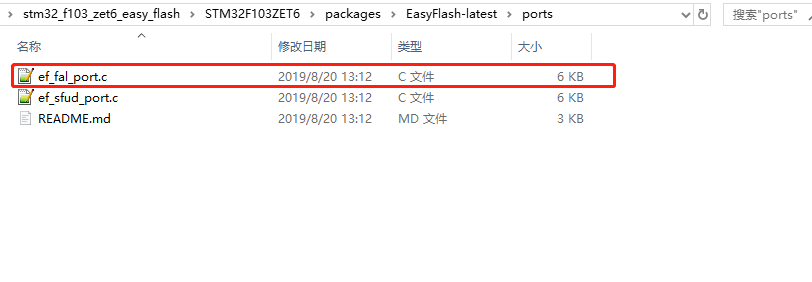 stm32_f103_zet6_easy_flash > STM32F103ZET6 > packages > EasyFlash-latest > ports 搜索"ports"
名称 修改日期 类型 大小
ef_fal_port.c 2019/8/20 13:12 C 文件 6 KB
ef_sfud_port.c 2019/8/20 13:12 C 文件 6 KB
README.md 2019/8/20 13:12 MD 文件 3 KB